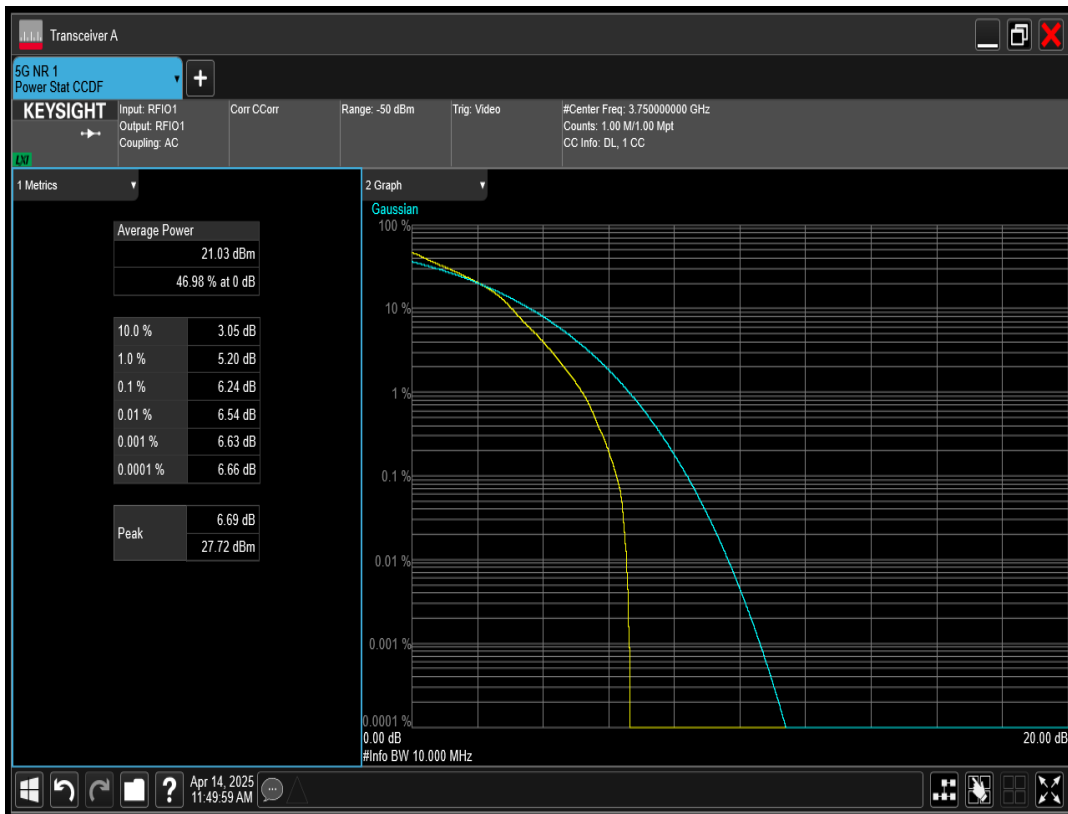 Transceiver A
5G NR 1
Power Stat CCDF
+
KEYSIGHT
LXI
Input: RFIO1
Output: RFIO1
Coupling: AC
Corr CCorr
Range: -50 dBm
Trig: Video
#Center Freq: 3.750000000 GHz
Counts: 1.00 M/1.00 Mpt
CC Info: DL, 1 CC
1 Metrics
Average Power
21.03 dBm
46.98 % at 0 dB
10.0 % 3.05 dB
1.0 % 5.20 dB
0.1 % 6.24 dB
0.01 % 6.54 dB
0.001 % 6.63 dB
0.0001 % 6.66 dB
Peak
6.69 dB
27.72 dBm
2 Graph
Gaussian
100 %
10 %
1 %
0.1 %
0.01 %
0.001 %
0.0001 %
0.00 dB 20.00 dB
#Info BW 10.000 MHz
?
Apr 14, 2025
11:49:59 AM